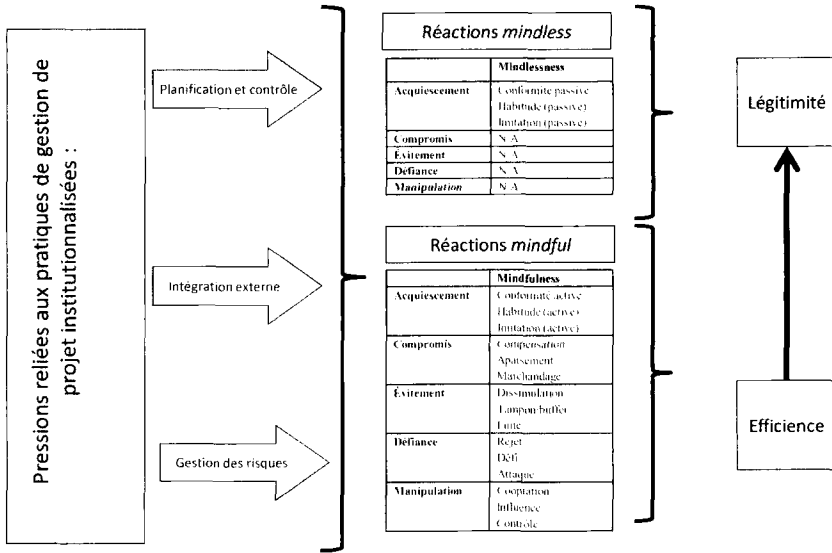 Pressions reliées aux pratiques de gestion de
projet institutionnalisées :
Planification et contrôle
Intégration externe
Gestion des risques
Réactions mindless
Mindlessness
Acquiescement Conformité passive
Habitude (passive)
Imitation (passive)
Compromis N/A
Évitement N/A
Défiance N/A
Manipulation N/A
Réactions mindful
Mindfulness
Acquiescement Conformité active
Habitude (active)
Imitation (active)
Compromis Compensation
Apaisement
Marchandage
Évitement Dissimulation
Tampon/buffer
Fuite
Défiance Rejet
Défi
Attaque
Manipulation Cooptation
Influence
Contrôle
Légitimité
Efficience